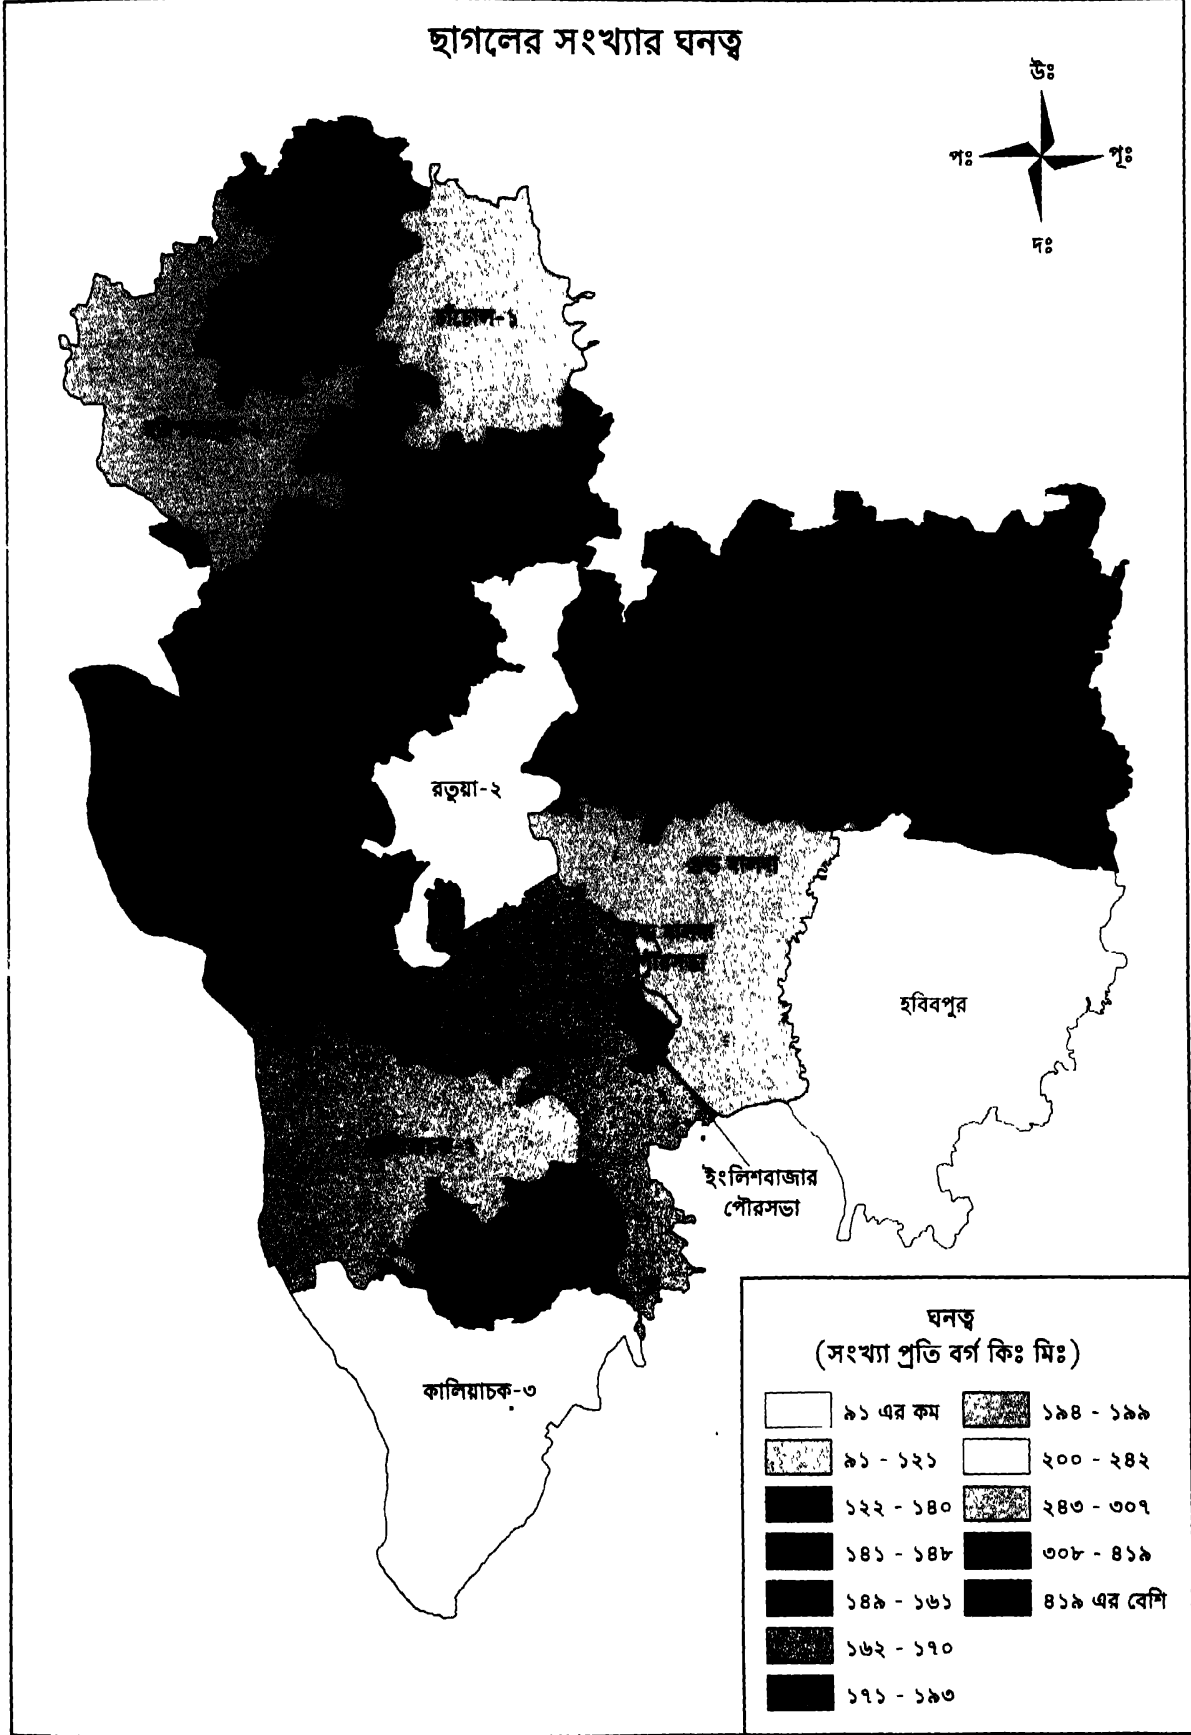 ছাগলের সংখ্যার ঘনত্ব
উঃ
পঃ
পূঃ
দঃ
চাঁচোল-১
রতুয়া-২
হবিবপুর
ইংলিশবাজার
পৌরসভা
কালিয়াচক-৩
ঘনত্ব
(সংখ্যা প্রতি বর্গ কিঃ মিঃ)
৯১ এর কম
৯১ - ১২১
১২২ - ১৪০
১৪১ - ১৪৮
১৪৯ - ১৬১
১৬২ - ১৭০
১৭১ - ১৯৩
১৯৪ - ১৯৯
২০০ - ২৪২
২৪৩ - ৩০৭
৩০৮ - ৪১৯
৪১৯ এর বেশি